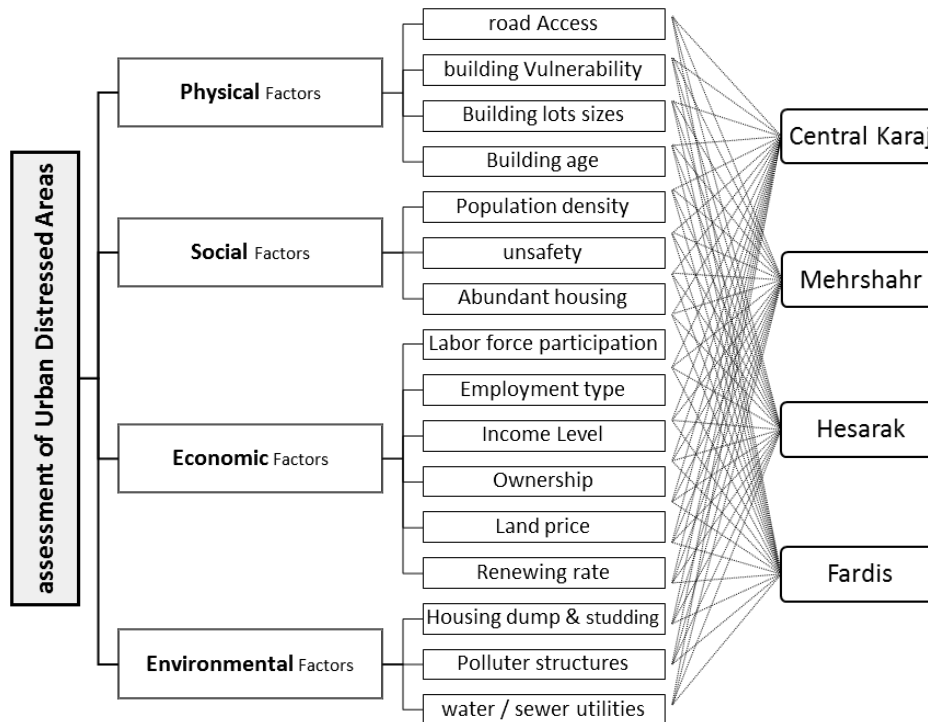 assessment of Urban Distressed Areas
Physical Factors
road Access
building Vulnerability
Building lots sizes
Building age
Social Factors
Population density
unsafety
Abundant housing
Economic Factors
Labor force participation
Employment type
Income Level
Ownership
Land price
Renewing rate
Environmental Factors
Housing dump & studding
Polluter structures
water / sewer utilities
Central Karaj
Mehrshahr
Hesarak
Fardis